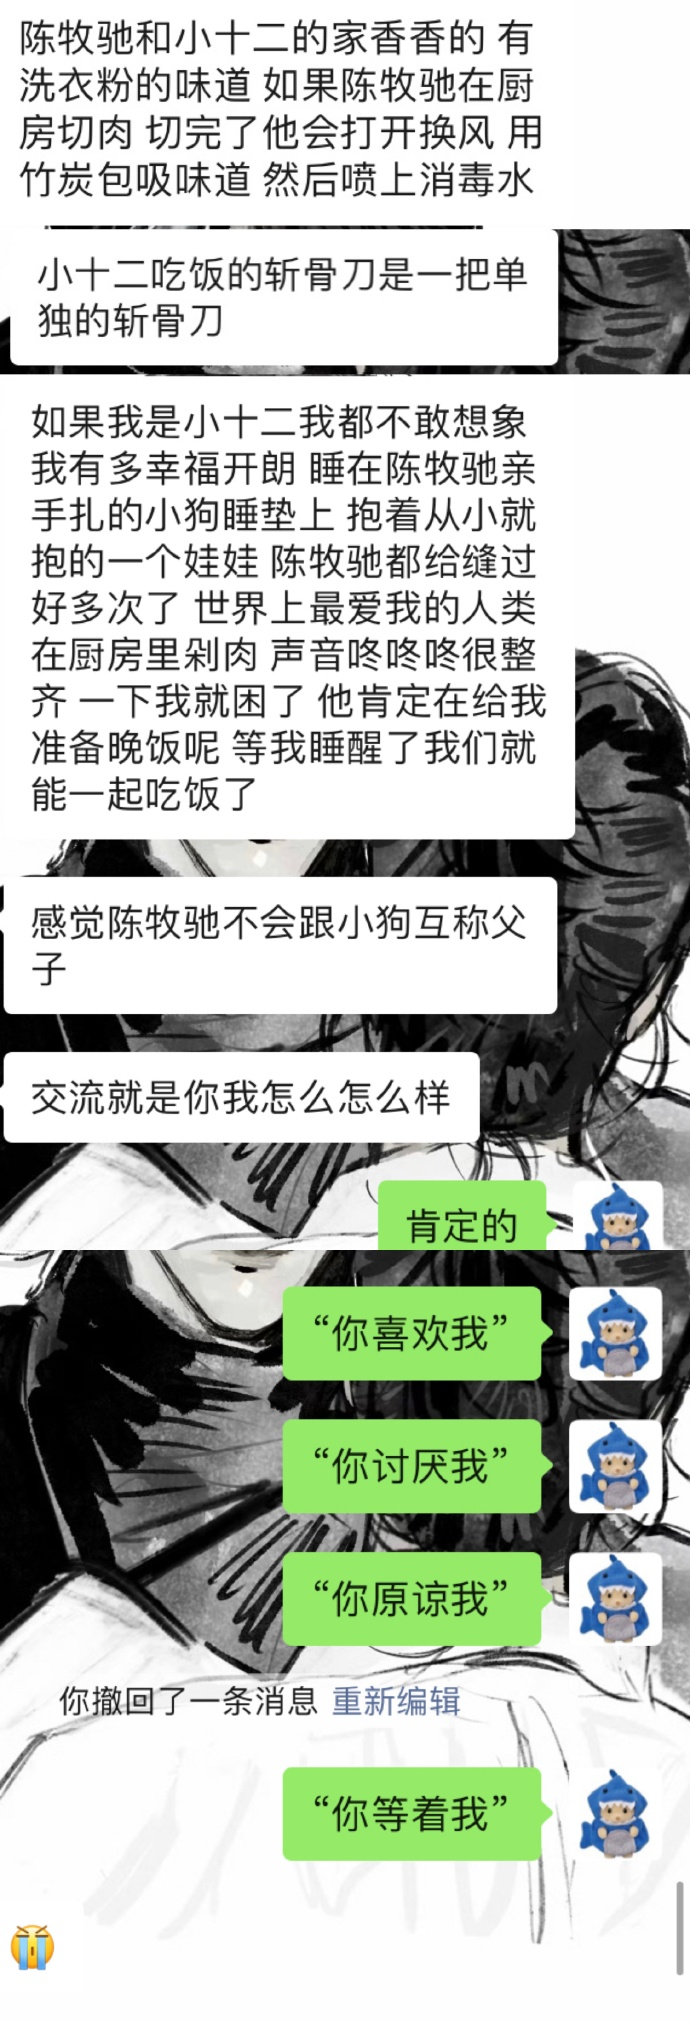 陈牧驰和小十二的家香香的 有
洗衣粉的味道 如果陈牧驰在厨
房切肉 切完了他会打开换风 用
竹炭包吸味道 然后喷上消毒水
小十二吃饭的斩骨刀是一把单
独的斩骨刀
如果我是小十二我都不敢想象
我有多幸福开朗 睡在陈牧驰亲
手扎的小狗睡垫上 抱着从小就
抱的一个娃娃 陈牧驰都给缝过
好多次了 世界上最爱我的人类
在厨房里剁肉 声音咚咚咚很整
齐 一下我就困了 他肯定在给我
准备晚饭呢 等我睡醒了我们就
能一起吃饭了
感觉陈牧驰不会跟小狗互称父
子
交流就是你我怎么怎么样
肯定的
“你喜欢我”
“你讨厌我”
“你原谅我”
你撤回了一条消息 重新编辑
“你等着我”